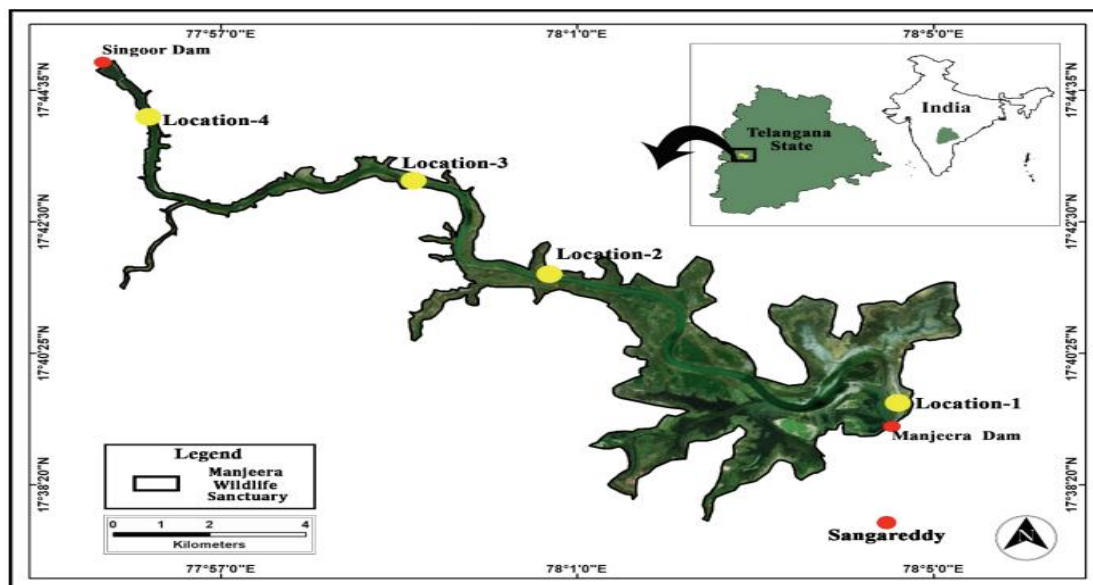 77°57'0"E 78°1'0"E 78°5'0"E
Singoor Dam
17°44'35"N
17°44'35"N
Location-4
India
Telangana
State
Location-3
17°42'30"N
17°42'30"N
Location-2
17°40'25"N
17°40'25"N
Location-1
Manjeera Dam
Legend
Manjeera
Wildlife
Sanctuary
17°38'20"N
17°38'20"N
0 1 2 4
Kilometers
Sangareddy
N
77°57'0"E 78°1'0"E 78°5'0"E